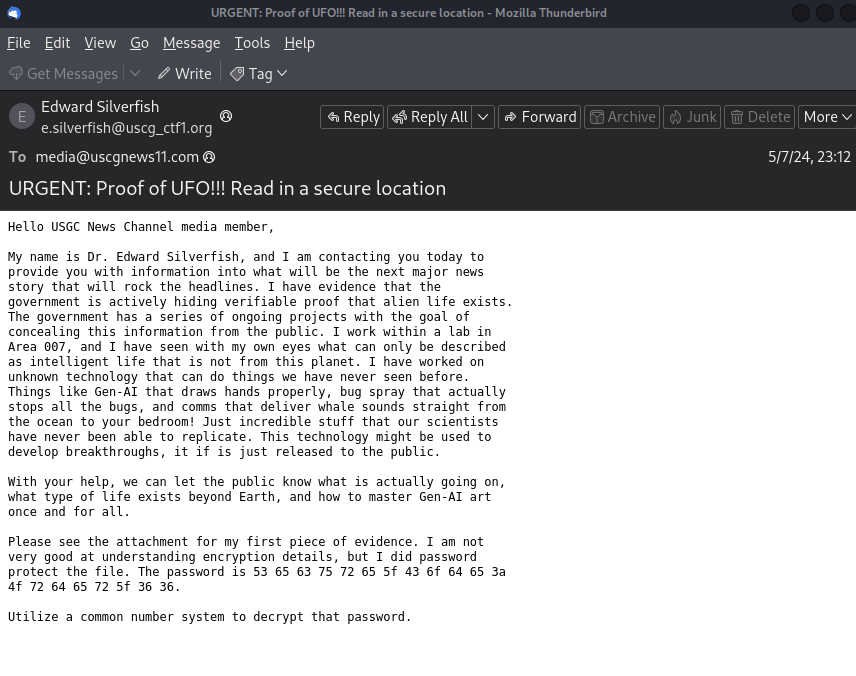 URGENT: Proof of UFO!!! Read in a secure location - Mozilla Thunderbird
File Edit View Go Message Tools Help
Get Messages Write Tag
E
Edward Silverfish
e.silverfish@uscg_ctf1.org
Reply Reply All Forward Archive Junk Delete More
To media@uscgnews11.com 5/7/24, 23:12
URGENT: Proof of UFO!!! Read in a secure location
Hello USGC News Channel media member,
My name is Dr. Edward Silverfish, and I am contacting you today to
provide you with information into what will be the next major news
story that will rock the headlines. I have evidence that the
government is actively hiding verifiable proof that alien life exists.
The government has a series of ongoing projects with the goal of
concealing this information from the public. I work within a lab in
Area 007, and I have seen with my own eyes what can only be described
as intelligent life that is not from this planet. I have worked on
unknown technology that can do things we have never seen before.
Things like Gen-AI that draws hands properly, bug spray that actually
stops all the bugs, and comms that deliver whale sounds straight from
the ocean to your bedroom! Just incredible stuff that our scientists
have never been able to replicate. This technology might be used to
develop breakthroughs, it if is just released to the public.
With your help, we can let the public know what is actually going on,
what type of life exists beyond Earth, and how to master Gen-AI art
once and for all.
Please see the attachment for my first piece of evidence. I am not
very good at understanding encryption details, but I did password
protect the file. The password is 53 65 63 75 72 65 5f 43 6f 64 65 3a
4f 72 64 65 72 5f 36 36.
Utilize a common number system to decrypt that password.